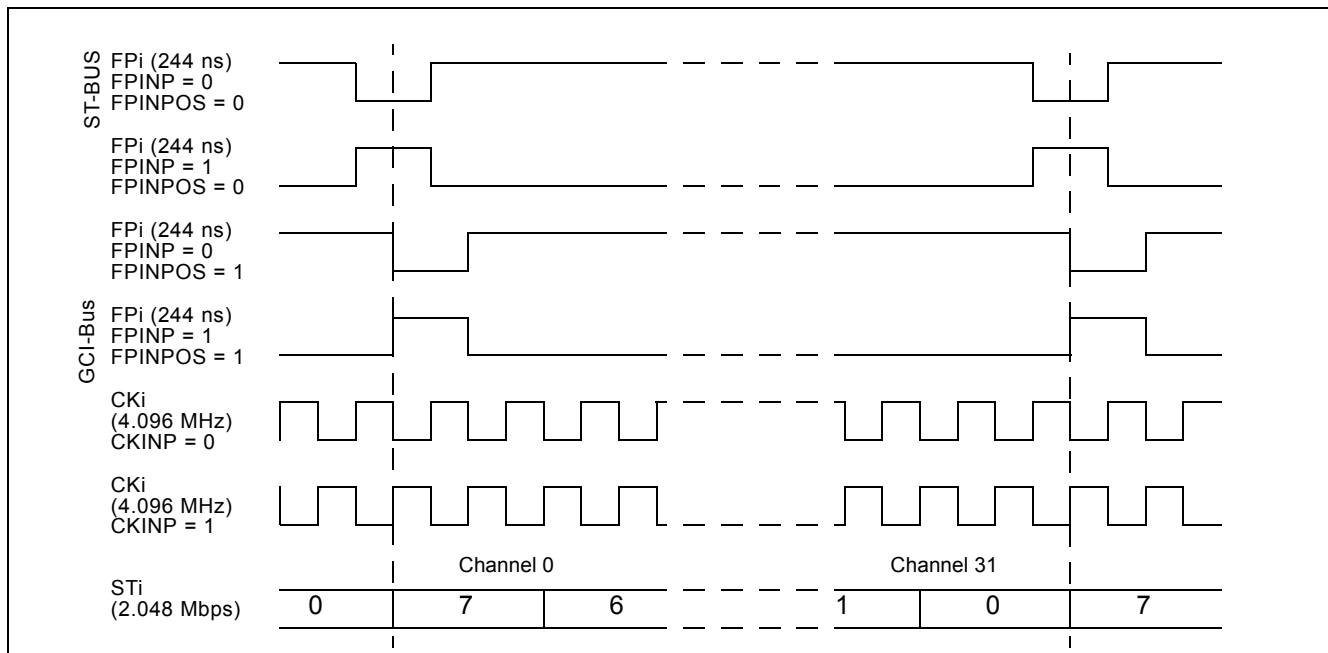 ST-BUS
FPi (244 ns)
FPINP = 0
FPINPOS = 0
FPi (244 ns)
FPINP = 1
FPINPOS = 0
FPi (244 ns)
FPINP = 0
FPINPOS = 1
GCI-Bus
FPi (244 ns)
FPINP = 1
FPINPOS = 1
CKi
(4.096 MHz)
CKINP = 0
CKi
(4.096 MHz)
CKINP = 1
Channel 0
Channel 31
STi
(2.048 Mbps)
0 7 6 1 0 7